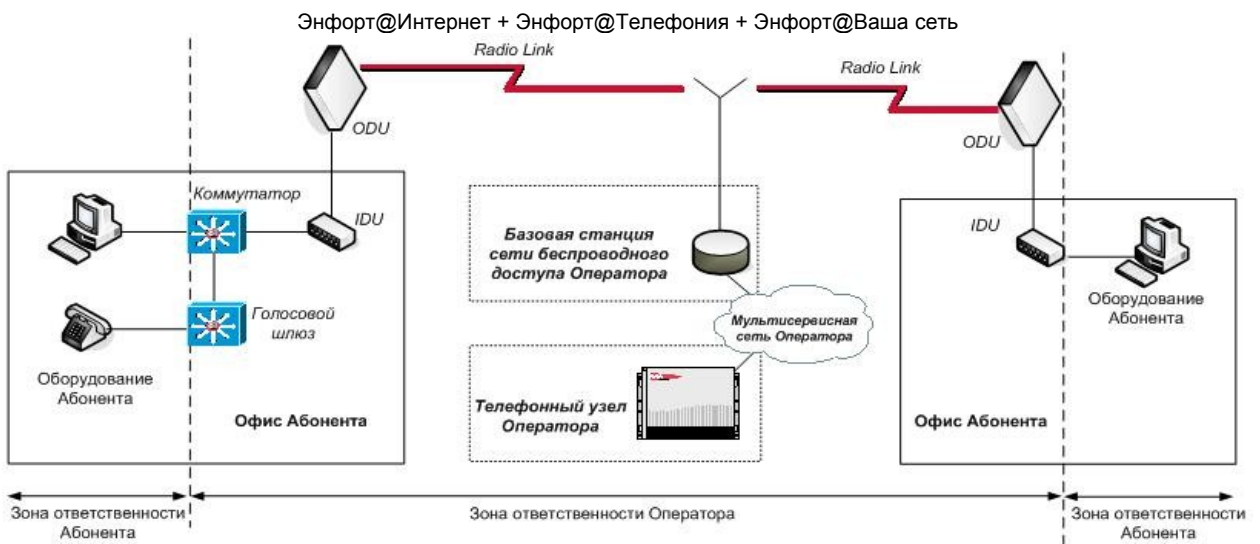 Энфорт@Интернет + Энфорт@Телефония + Энфорт@Ваша сеть
Radio Link
Radio Link
ODU
ODU
Коммутатор
IDU
IDU
Базовая станция
сети беспроводного
доступа Оператора
Оборудование
Абонента
Голосовой
шлюз
Мультисервисная
сеть Оператора
Оборудование
Абонента
Телефонный узел
Оператора
Офис Абонента
Офис Абонента
Зона ответственности
Абонента
Зона ответственности Оператора
Зона ответственности
Абонента